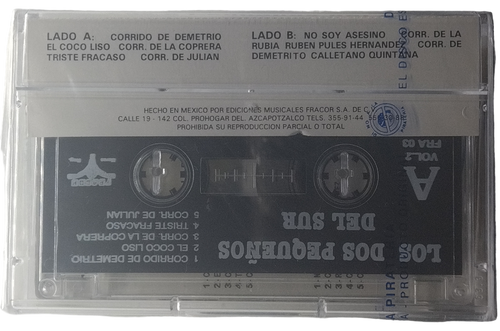 LADO A: CORRIDO DE DEMETRIO
EL COCO LISO CORR. DE LA COPRERA
TRISTE FRACASO CORR. DE JULIAN
LADO B: NO SOY ASESINO CORR. DE LA
RUBIA RUBEN PULES HERNANDEZ CORR. DE
DEMETRITO CALLETANO QUINTANA
HECHO EN MEXICO POR EDICIONES MUSICALES FRACOR S.A. DE C.V.
CALLE 19 - 142 COL. PROHOGAR DEL. AZCAPOTZALCO TELS. 355-91-44
PROHIBIDA SU REPRODUCCION PARCIAL O TOTAL
LOS DOS PEQUEÑOS
DEL SUR
A
VOL.2
FRA 03
1 CORRIDO DE DEMETRIO
2 EL COCO LISO
3 CORR. DE LA COPRERA
4 TRISTE FRACASO
5 CORR. DE JULIAN